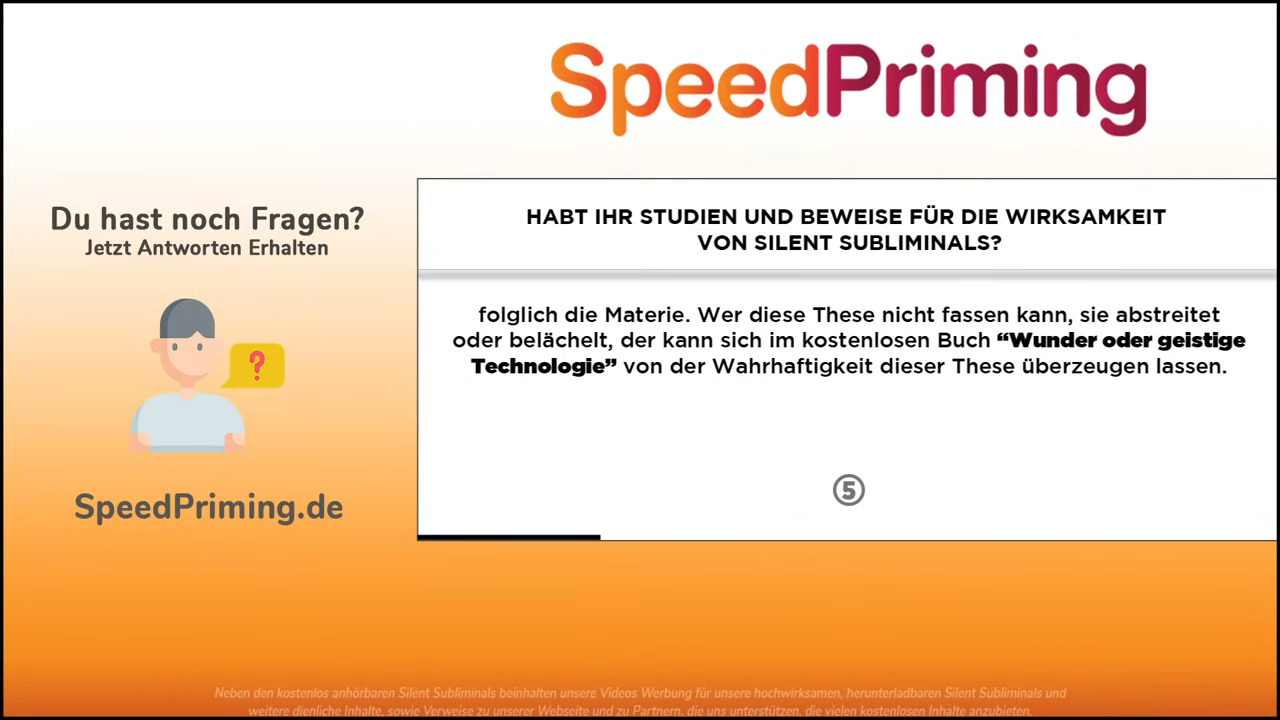 SpeedPriming
Du hast noch Fragen?
Jetzt Antworten Erhalten
?
SpeedPriming.de
HABT IHR STUDIEN UND BEWEISE FÜR DIE WIRKSAMKEIT
VON SILENT SUBLIMINALS?
folglich die Materie. Wer diese These nicht fassen kann, sie abstreitet
oder belächelt, der kann sich im kostenlosen Buch “Wunder oder geistige
Technologie” von der Wahrhaftigkeit dieser These überzeugen lassen.
5
Neben den kostenlos anhörbaren Silent Subliminals beinhalten unsere Videos Werbung für unsere hochwirksamen, herunterladbaren Silent Subliminals und
weitere dienliche Inhalte, sowie Verweise zu unserer Webseite und zu Partnern, die uns unterstützen, die vielen kostenlosen Inhalte anzubieten.